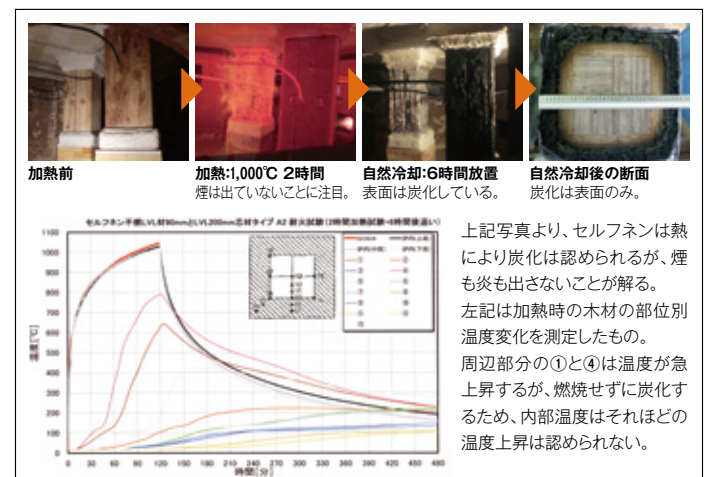 加熱前
加熱:1,000℃ 2時間
煙は出ていないことに注目。
自然冷却:6時間放置
表面は炭化している。
自然冷却後の断面
炭化は表面のみ。
上記写真より、セルフネンは熱
により炭化は認められるが、煙
も炎も出さないことが解る。
左記は加熱時の木材の部位別
温度変化を測定したもの。
周辺部分の①と④は温度が急
上昇するが、燃焼せずに炭化す
るため、内部温度はそれほどの
温度上昇は認められない。
1100
1000
900
800
700
600
500
400
300
200
100
0
温度[℃]
0 30 60 90 120 150 180 210 240 270 300 330 360 390 420 450 480
時間[分]